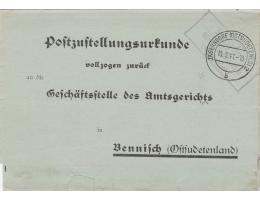 Postzustellungsurkunde
vollzogen zurück
an die
Geschäftsstelle des Amtsgerichts
in
Bennisch (Ostsudetenland)
b